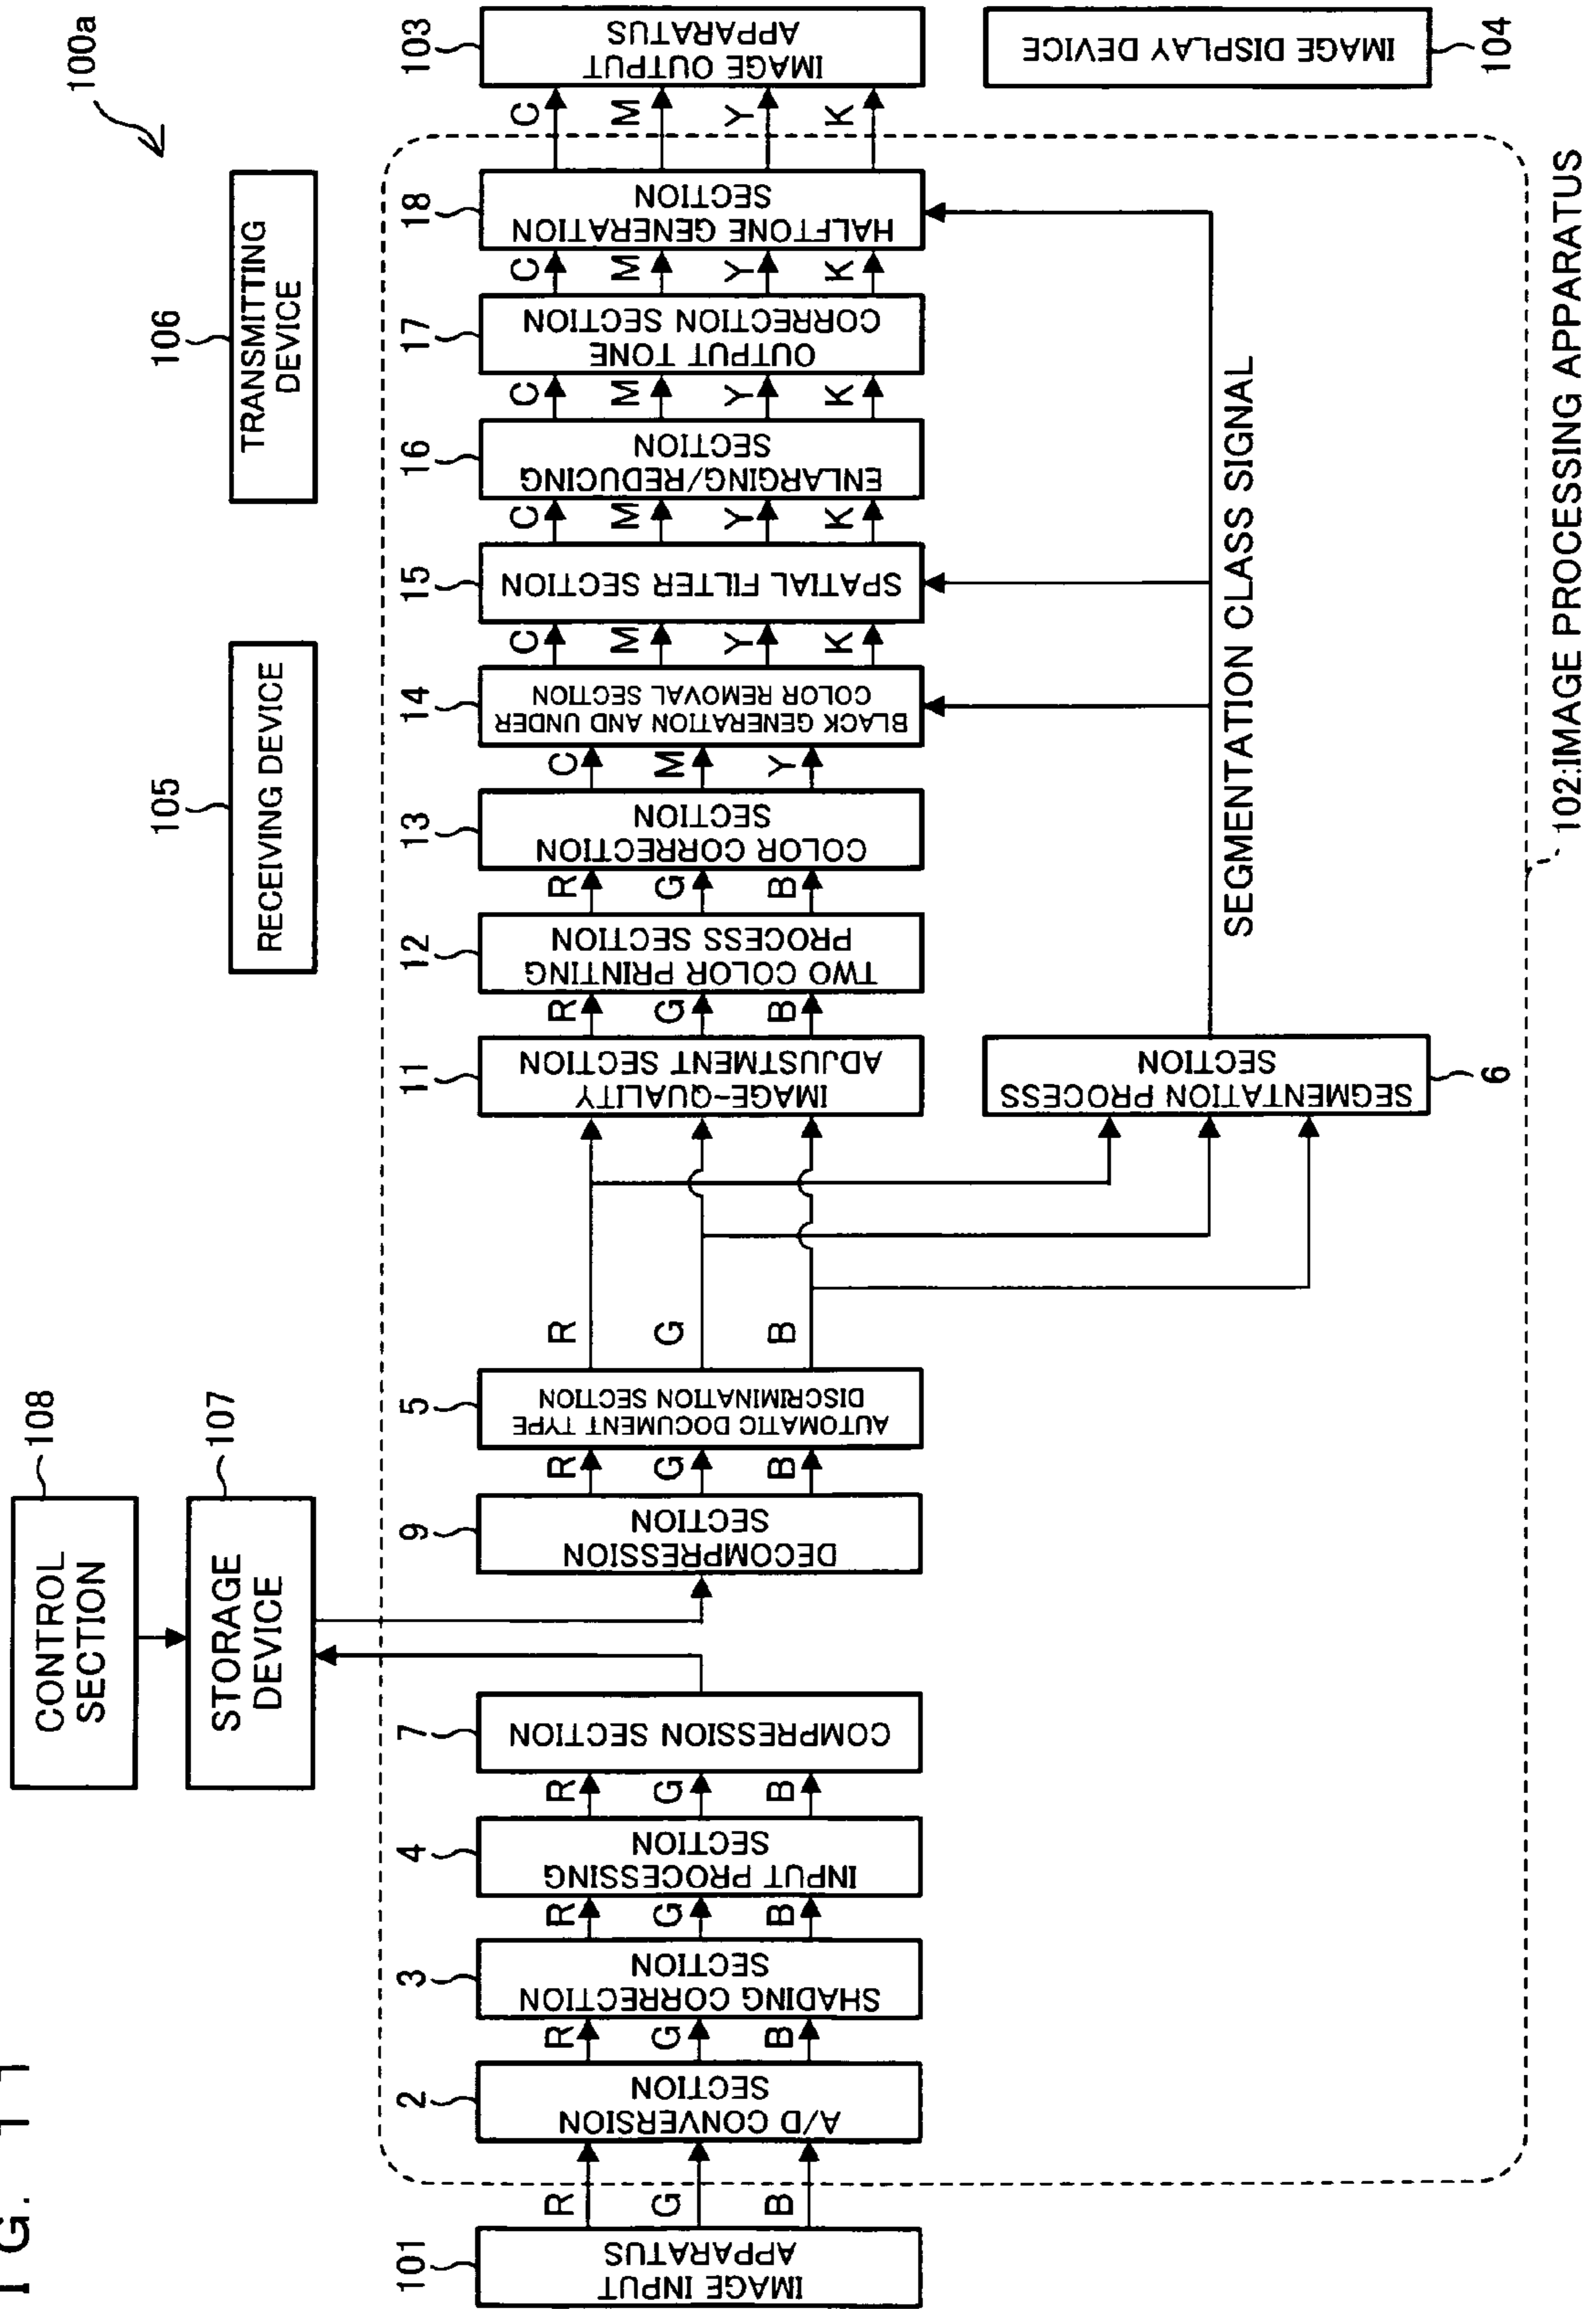 FIG. 11
100a
108
CONTROL
SECTION
107
STORAGE
DEVICE
105
RECEIVING DEVICE
106
TRANSMITTING
DEVICE
101
IMAGE INPUT
APPARATUS
R
G
B
2
A/D CONVERSION
SECTION
R
G
B
3
SHADING CORRECTION
SECTION
R
G
B
4
INPUT PROCESSING
SECTION
R
G
B
7
COMPRESSION SECTION
9
DECOMPRESSION
SECTION
R
G
B
5
AUTOMATIC DOCUMENT TYPE
DISCRIMINATION SECTION
R
G
B
11
IMAGE-QUALITY
ADJUSTMENT SECTION
R
G
B
12
TWO COLOR PRINTING
PROCESS SECTION
R
G
B
13
COLOR CORRECTION
SECTION
C
M
Y
14
BLACK GENERATION AND UNDER
COLOR REMOVAL SECTION
C
M
Y
K
15
SPATIAL FILTER SECTION
C
M
Y
K
16
ENLARGING/REDUCING
SECTION
C
M
Y
K
17
OUTPUT TONE
CORRECTION SECTION
C
M
Y
K
18
HALFTONE GENERATION
SECTION
C
M
Y
K
103
IMAGE OUTPUT
APPARATUS
IMAGE DISPLAY DEVICE
104
SEGMENTATION PROCESS
SECTION
6
SEGMENTATION CLASS SIGNAL
102:IMAGE PROCESSING APPARATUS